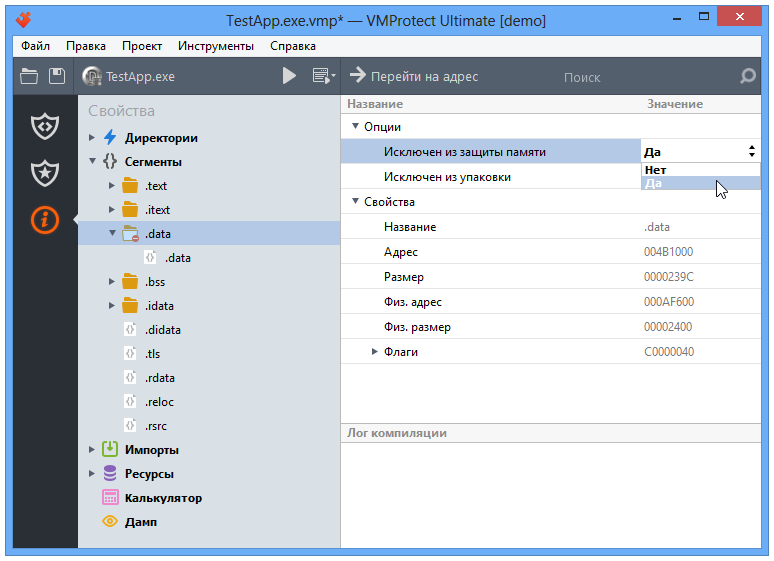 TestApp.exe.vmp* — VMProtect Ultimate [demo]
Файл Правка Проект Инструменты Справка
TestApp.exe
Перейти на адрес
Поиск
Свойства
Директории
Сегменты
.text
.itext
.data
.data
.bss
.idata
.didata
.tls
.rdata
.reloc
.rsrc
Импорты
Ресурсы
Калькулятор
Дамп
Название Значение
Опции
Исключен из защиты памяти Да
Нет
Да
Исключен из упаковки
Свойства
Название .data
Адрес 004B1000
Размер 0000239C
Физ. адрес 000AF600
Физ. размер 00002400
Флаги C0000040
Лог компиляции